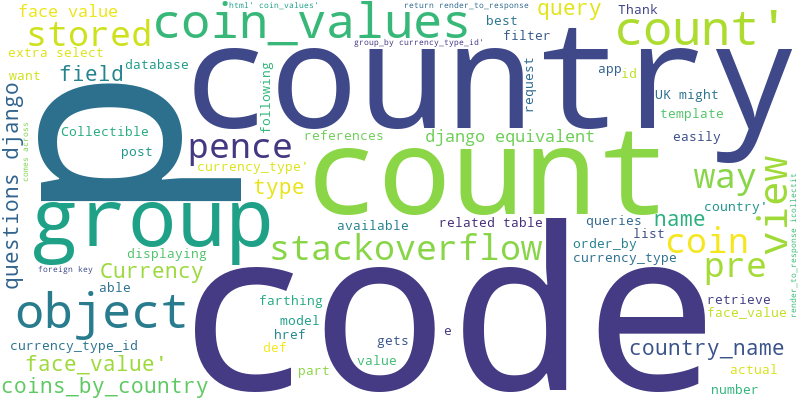 html' coin_values'
return render_to_response
face value
coin_values
best
query
Thank
stored
filter
count'
group_by currency_type_id'
extra select
country
database
want
field
following
request
app
id
UK might
template
Collectible
p
pence
references
django equivalent
easily
comes across
post
count
questions django
currency_type'
type
way
view
render_to_response icollectit
group
available
related table
queries
name
country'
stackoverflow
order_by
list
coin
displaying
currency_type
pre
foreign key
Currency
able
code
object
farthing
retrieve
model
face_value
href
gets
e
currency_type_id
def
country_name
face_value'
part
value
actual
coins_by_country
number